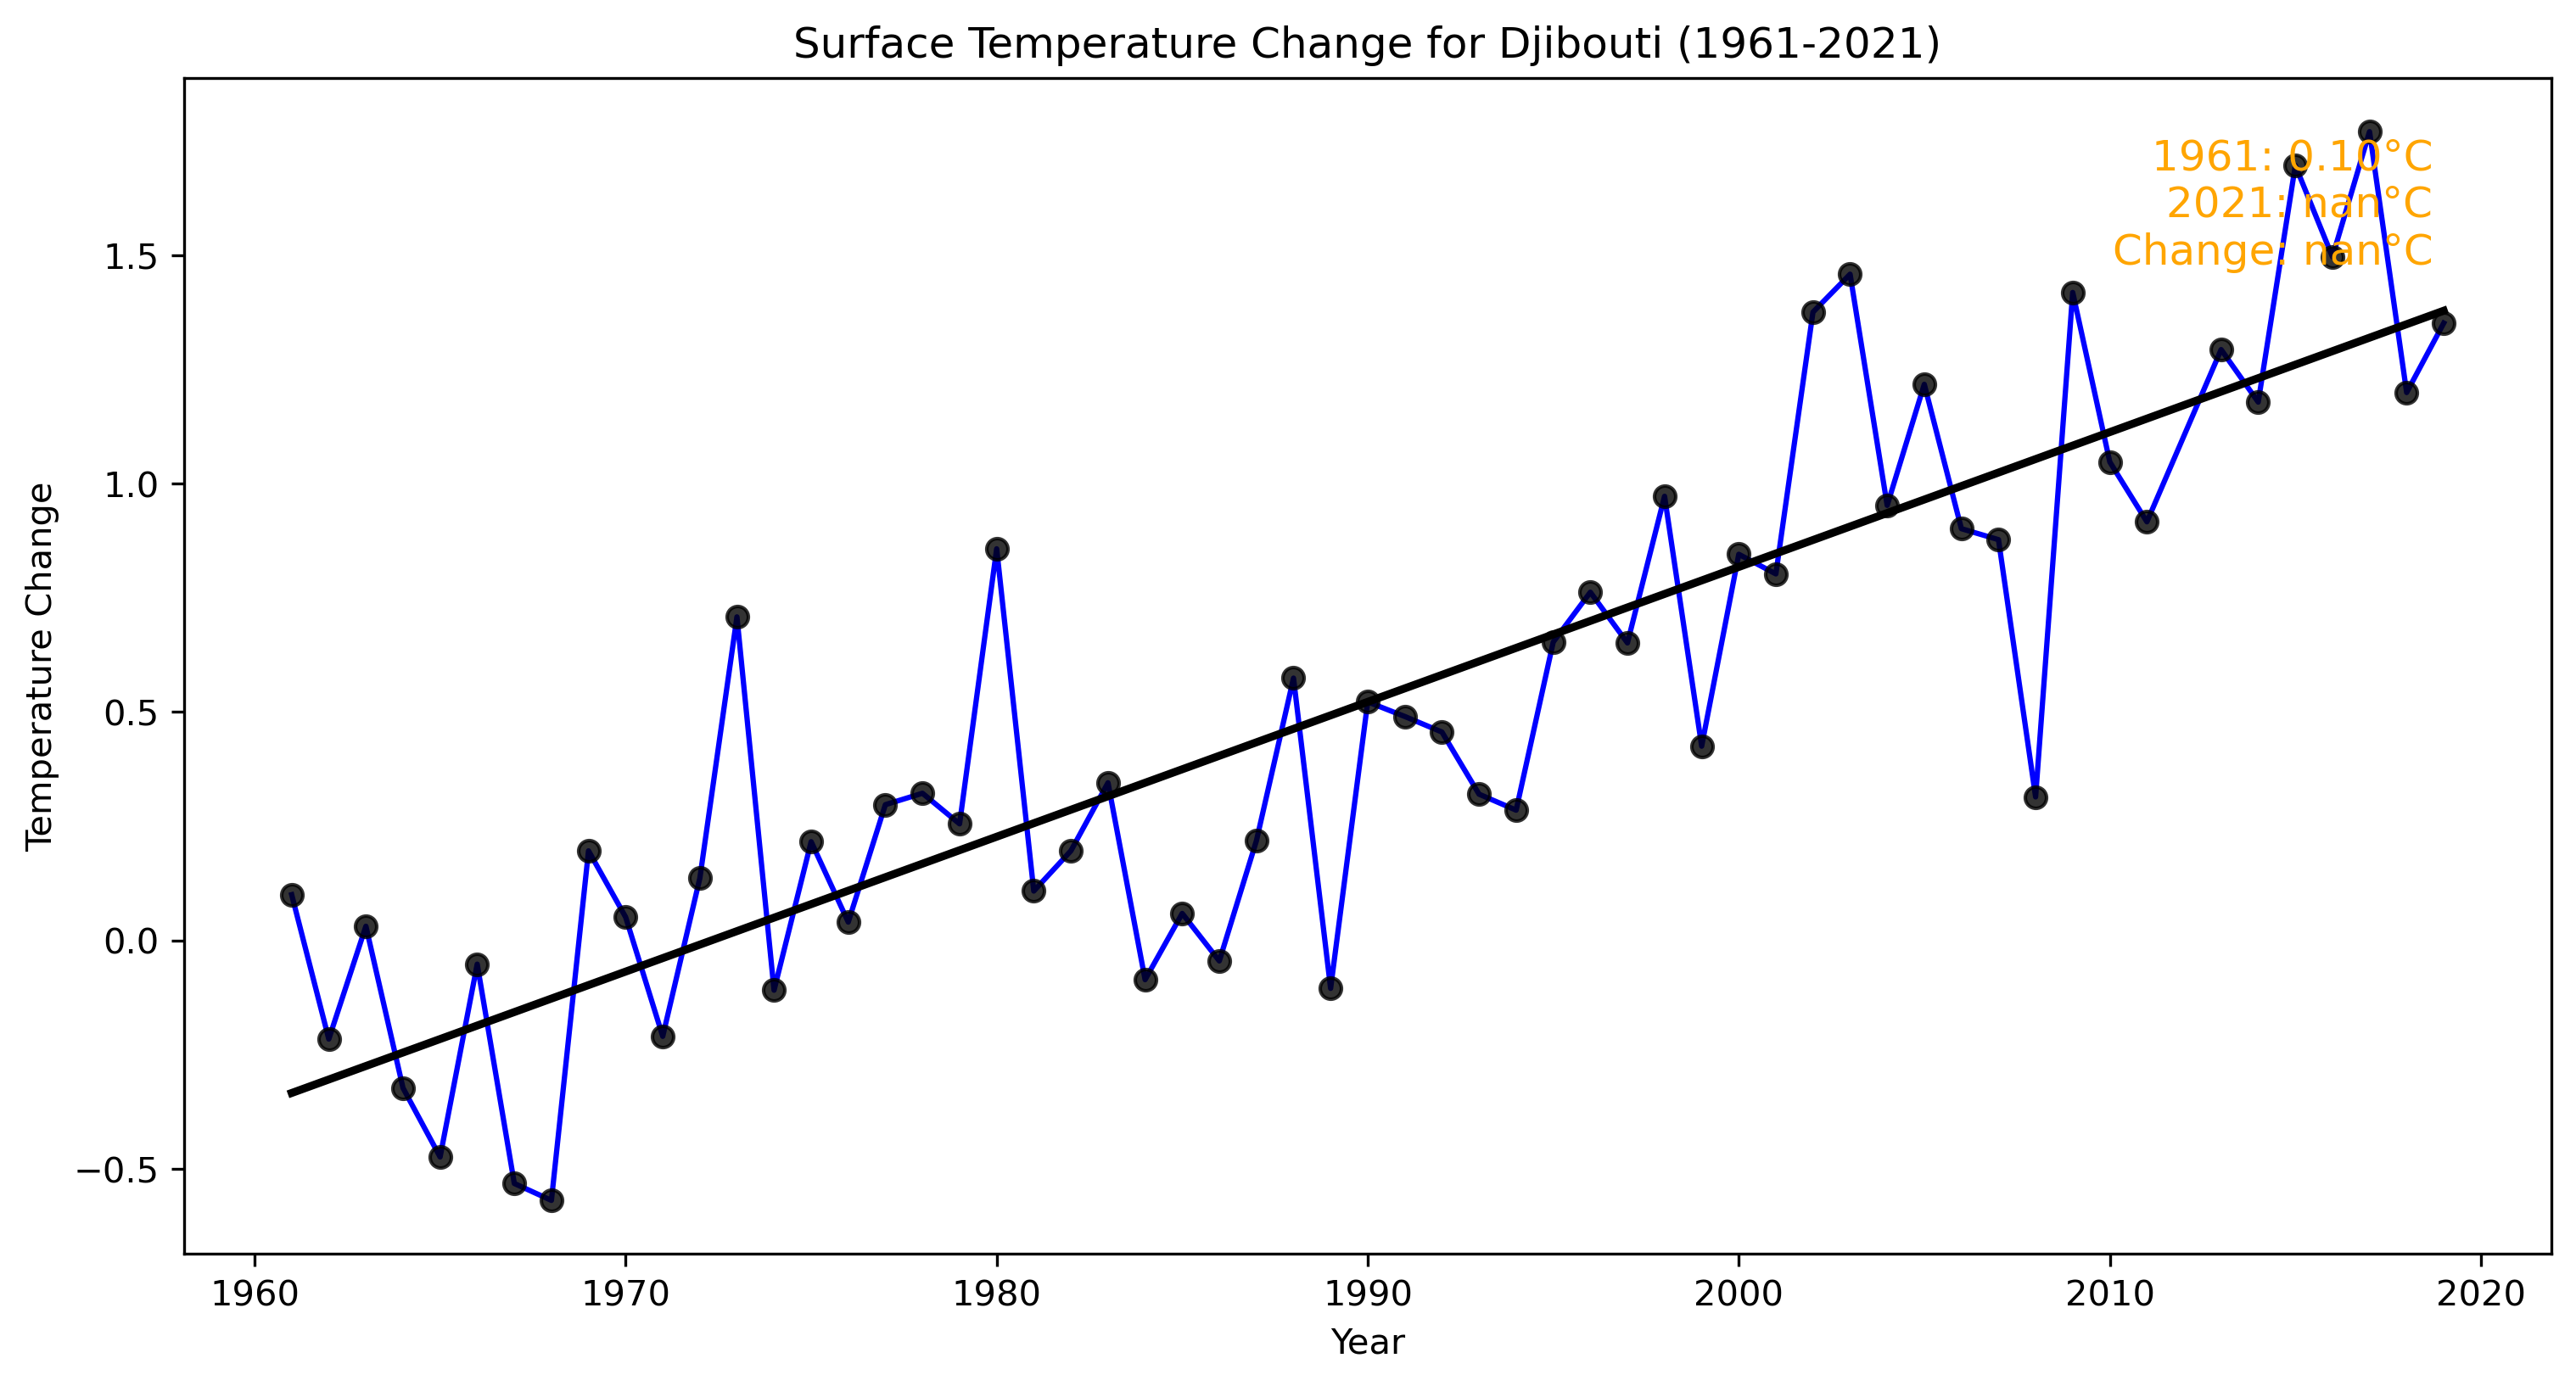 Surface Temperature Change for Djibouti (1961-2021)
1961: 0.10°C
2021: nan°C
Change: nan°C
1.5
1.0
0.5
0.0
−0.5
Temperature Change
1960 1970 1980 1990 2000 2010 2020
Year